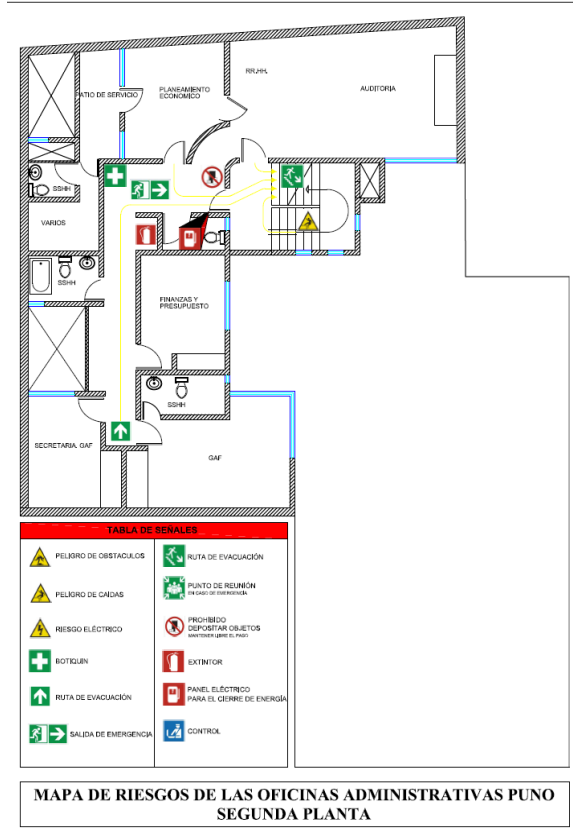 RR.HH.
AUDITORIA
PLANEAMIENTO
ECONOMICO
PATIO DE SERVICIO
SSHH
VARIOS
SSHH
FINANZAS Y
PRESUPUESTO
SSHH
SECRETARIA. GAF
GAF
TABLA DE SEÑALES
PELIGRO DE OBSTACULOS
PELIGRO DE CAÍDAS
RIESGO ELÉCTRICO
BOTIQUIN
RUTA DE EVACUACIÓN
SALIDA DE EMERGENCIA
RUTA DE EVACUACIÓN
PUNTO DE REUNIÓN
EN CASO DE EMERGENCIA
PROHIBIDO
DEPOSITAR OBJETOS
MANTENER LIBRE EL PASO
EXTINTOR
PANEL ELÉCTRICO
PARA EL CIERRE DE ENERGÍA
CONTROL
MAPA DE RIESGOS DE LAS OFICINAS ADMINISTRATIVAS PUNO
SEGUNDA PLANTA